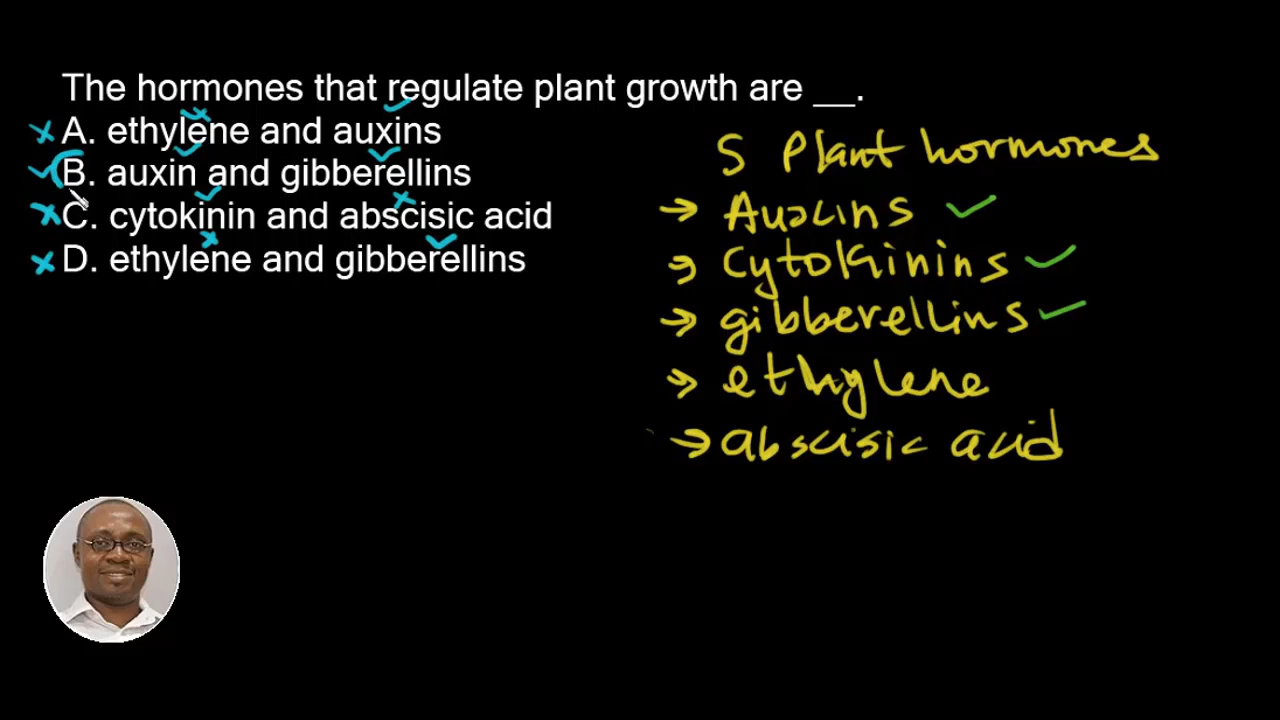 The hormones that regulate plant growth are __.
A. ethylene and auxins
B. auxin and gibberellins
C. cytokinin and abscisic acid
D. ethylene and gibberellins
5 Plant hormones
→ Auxins ✓
→ Cytokinins ✓
→ gibberellins ✓
→ ethylene
→ abscisic acid